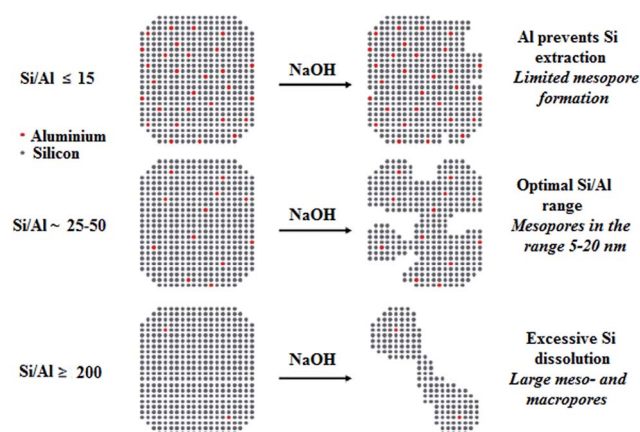 Si/Al ≤ 15
NaOH
Al prevents Si
extraction
Limited mesopore
formation
Aluminium
Silicon
Si/Al ~ 25-50
NaOH
Optimal Si/Al
range
Mesopores in the
range 5-20 nm
Si/Al ≥ 200
NaOH
Excessive Si
dissolution
Large meso- and
macropores